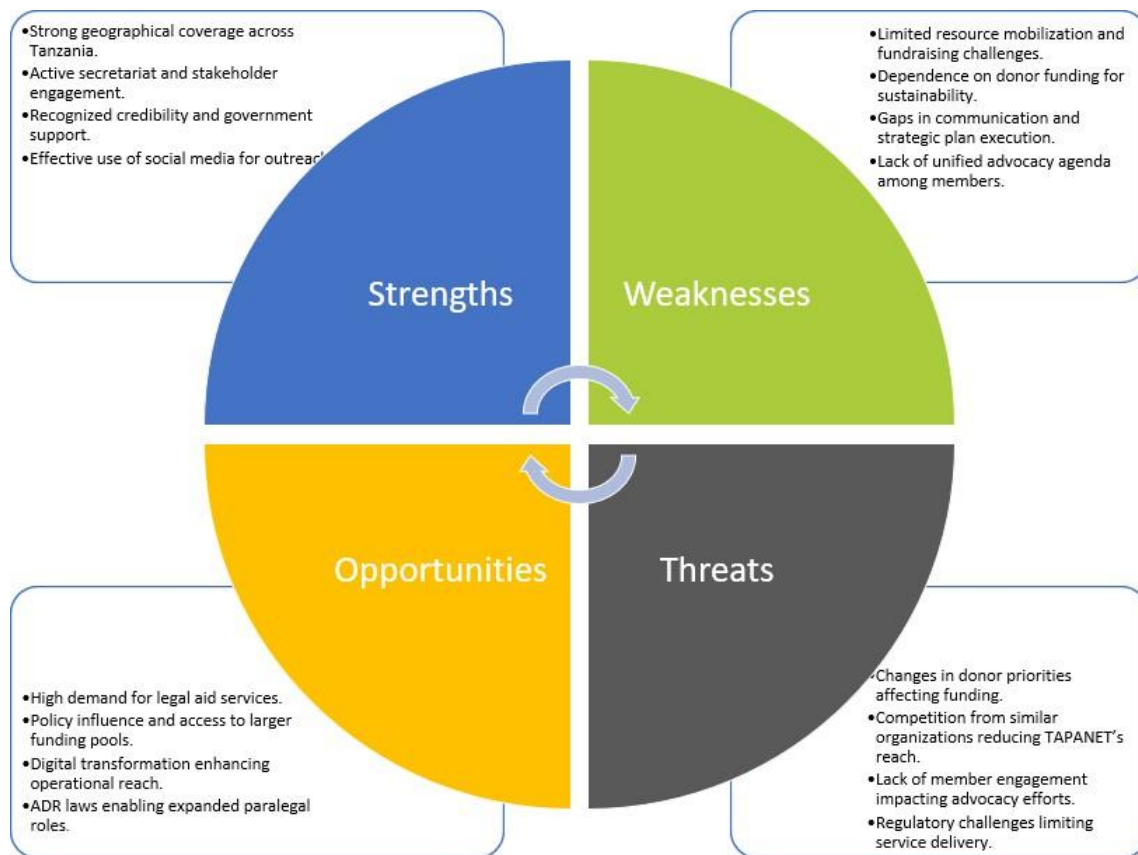 •Strong geographical coverage across
Tanzania.
•Active secretariat and stakeholder
engagement.
•Recognized credibility and government
support.
•Effective use of social media for
•Limited resource mobilization and
fundraising challenges.
•Dependence on donor funding for
sustainability.
•Gaps in communication and
strategic plan execution.
•Lack of unified advocacy agenda
among members.
Strengths
Weaknesses
Opportunities
Threats
•High demand for legal aid services.
•Policy influence and access to larger
funding pools.
•Digital transformation enhancing
operational reach.
•ADR laws enabling expanded paralegal
roles.
•Changes in donor priorities
affecting funding.
•Competition from similar
organizations reducing TAPANET’s
reach.
•Lack of member engagement
impacting advocacy efforts.
•Regulatory challenges limiting
service delivery.